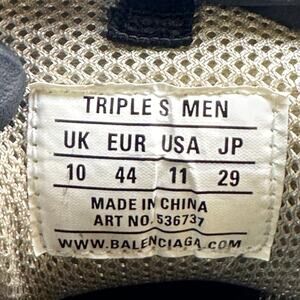 TRIPLE S MEN
UK EUR USA JP
10 44 11 29
MADE IN CHINA
ART NO. 536737
WWW.BALENCIAGA.COM